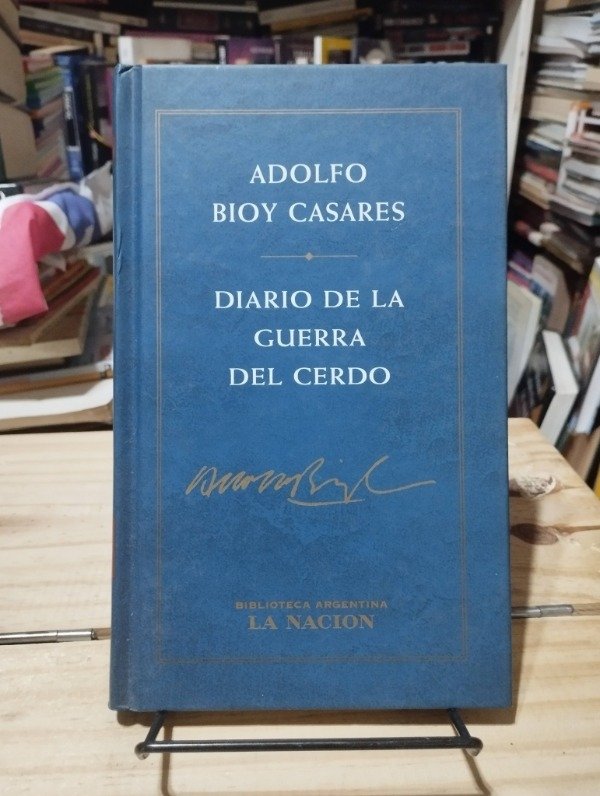 ADOLFO
BIOY CASARES
DIARIO DE LA
GUERRA
DEL CERDO
BIBLIOTECA ARGENTINA
LA NACION